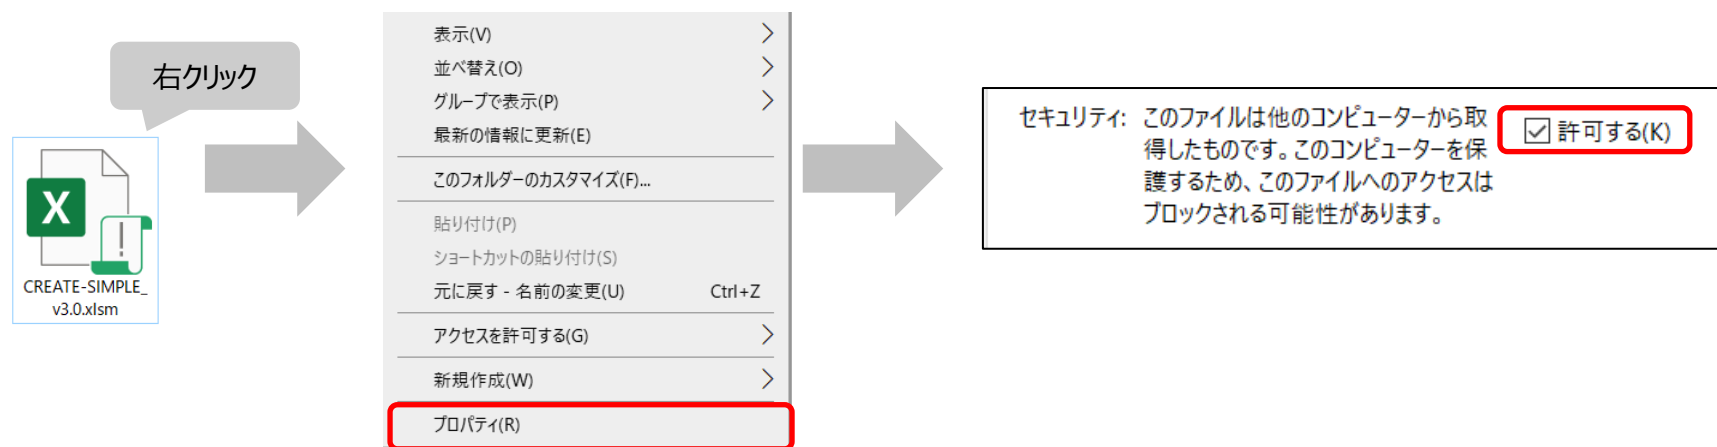 右クリック
CREATE-SIMPLE_
v3.0.xlsm
表示(V)
並べ替え(O)
グループで表示(P)
最新の情報に更新(E)
このフォルダーのカスタマイズ(F)...
貼り付け(P)
ショートカットの貼り付け(S)
元に戻す - 名前の変更(U) Ctrl+Z
アクセスを許可する(G)
新規作成(W)
プロパティ(R)
セキュリティ: このファイルは他のコンピューターから取
得したものです。このコンピューターを保
護するため、このファイルへのアクセスは
ブロックされる可能性があります。
許可する(K)